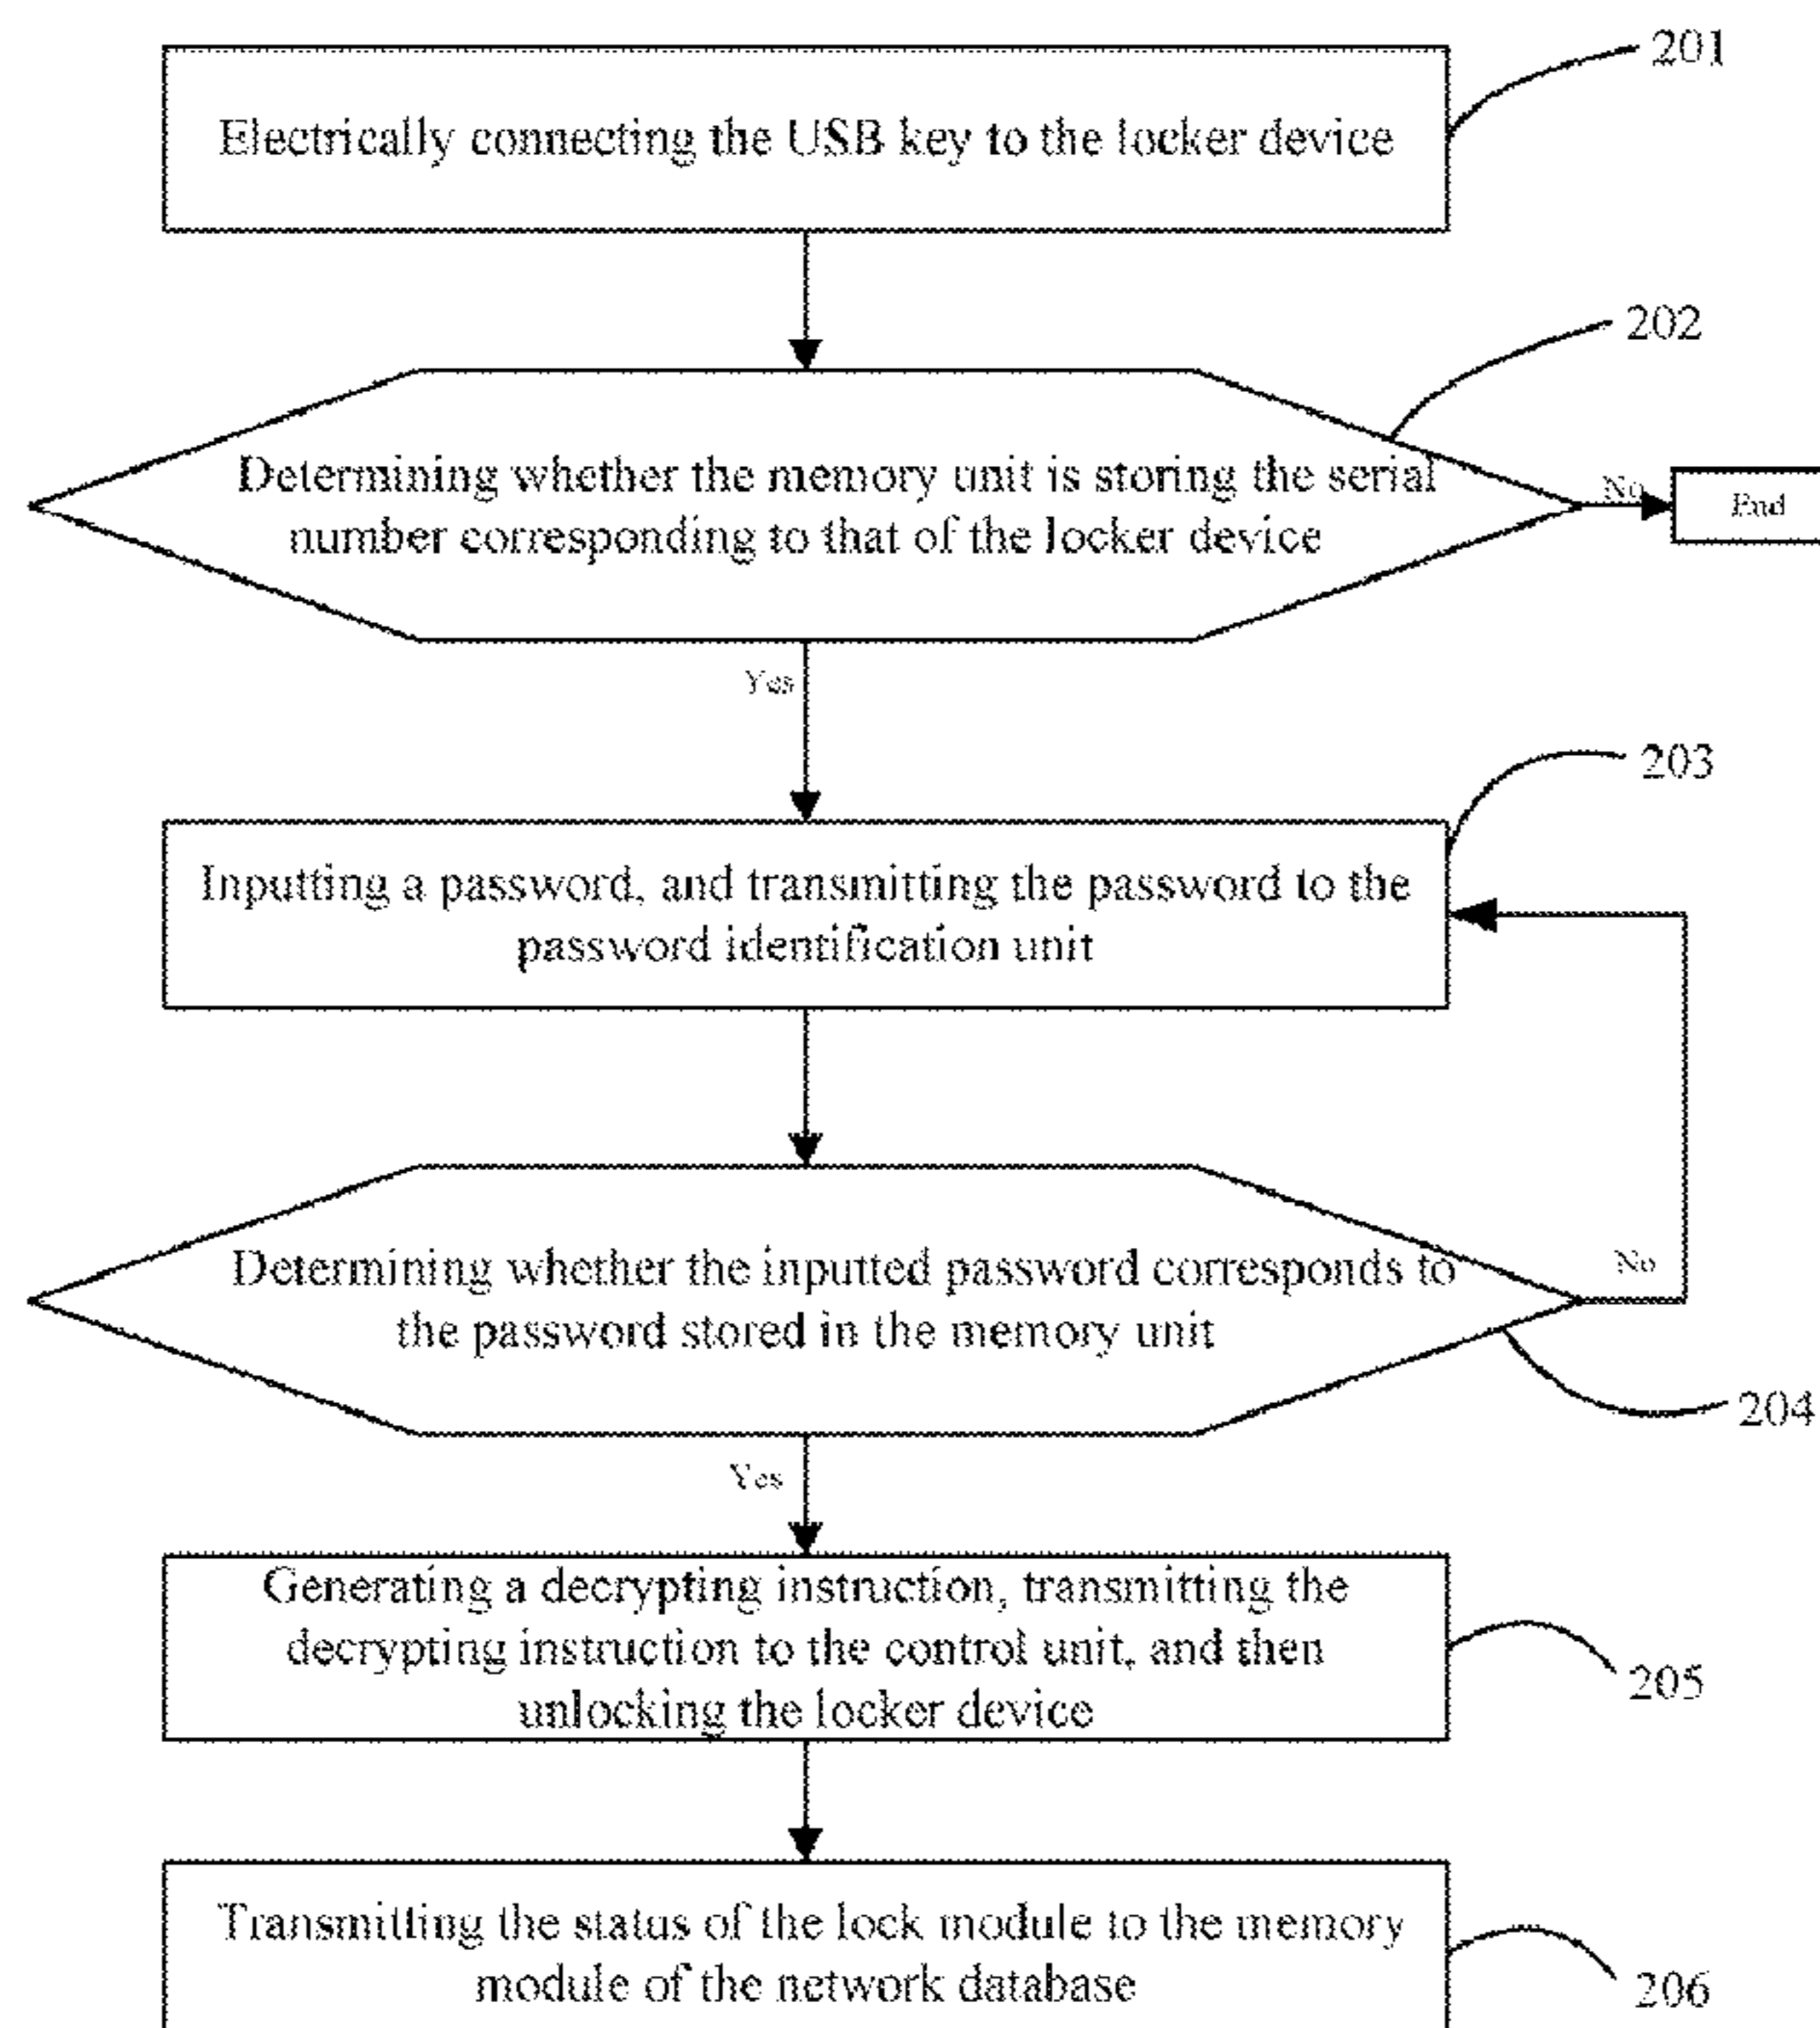 201
Electrically connecting the USB key to the locker device
202
Determining whether the memory unit is storing the serial
number corresponding to that of the locker device
No
End
Yes
203
Inputting a password, and transmitting the password to the
password identification unit
Determining whether the inputted password corresponds to
the password stored in the memory unit
No
204
Yes
Generating a decrypting instruction, transmitting the
decrypting instruction to the control unit, and then
unlocking the locker device
205
Transmitting the status of the lock module to the memory
module of the network database
206